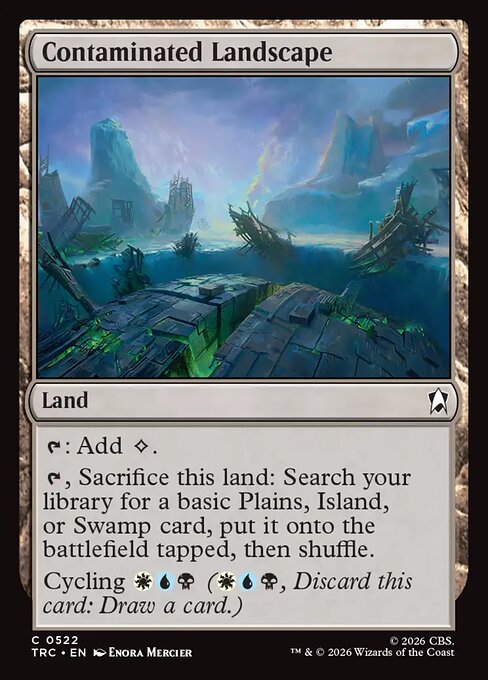 Contaminated Landscape
Land
: Add .
, Sacrifice this land: Search your
library for a basic Plains, Island,
or Swamp card, put it onto the
battlefield tapped, then shuffle.
Cycling (, Discard this
card: Draw a card.)
C 0522
© 2026 CBS.
TRC • EN Enora Mercier
™ & © 2026 Wizards of the Coast